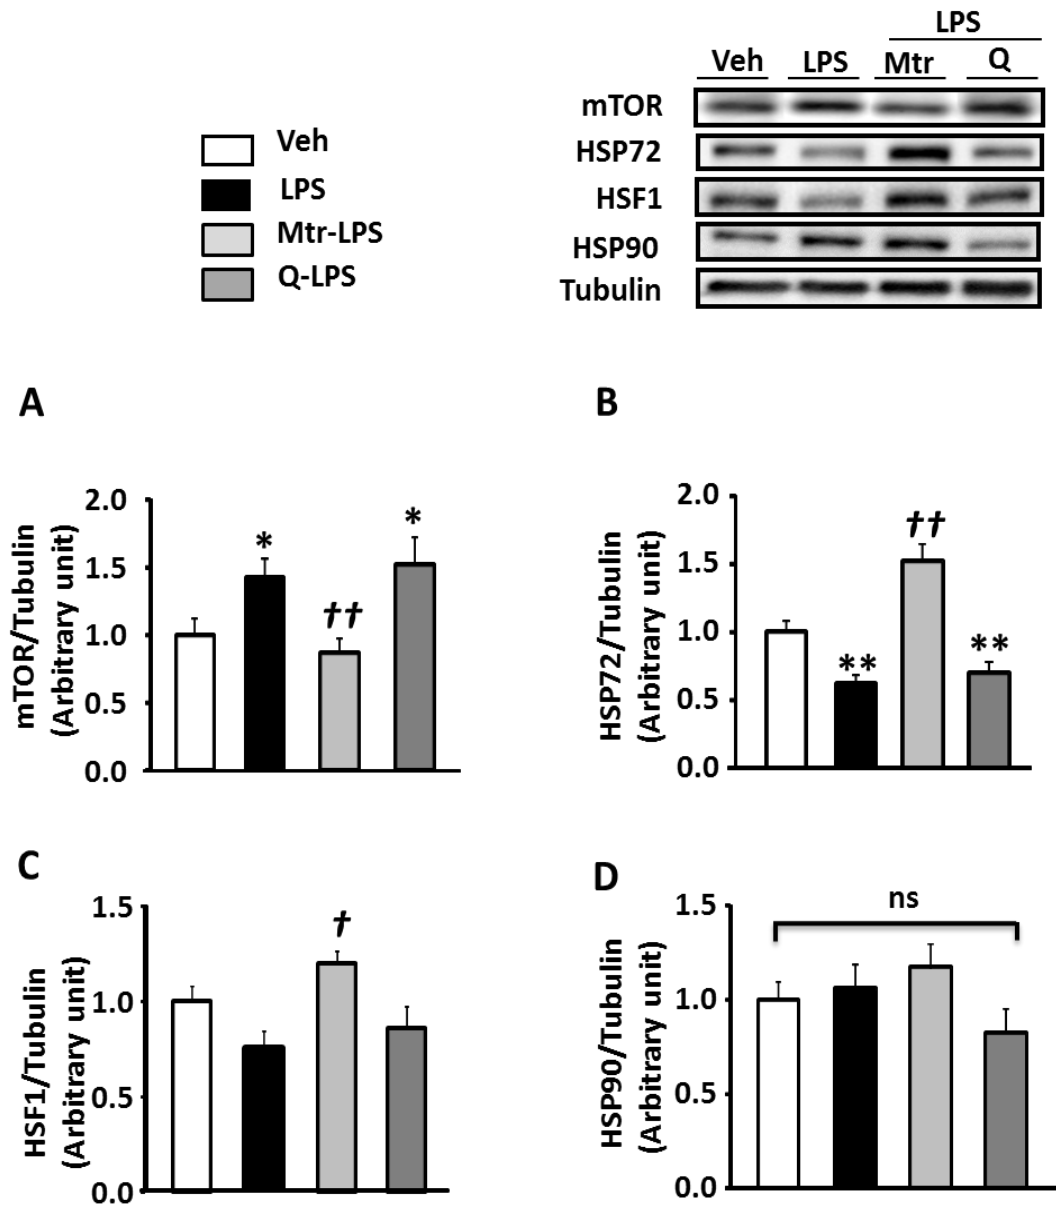 LPS
Veh LPS Mtr Q
mTOR
HSP72
HSF1
HSP90
Tubulin
Veh
LPS
Mtr-LPS
Q-LPS
A
mTOR/Tubulin
(Arbitrary unit)
2.0
1.5
1.0
0.5
0.0
*
††
*
B
HSP72/Tubulin
(Arbitrary unit)
2.0
1.5
1.0
0.5
0.0
**
††
**
C
HSF1/Tubulin
(Arbitrary unit)
1.5
1.0
0.5
0.0
†
D
HSP90/Tubulin
(Arbitrary unit)
1.5
1.0
0.5
0.0
ns